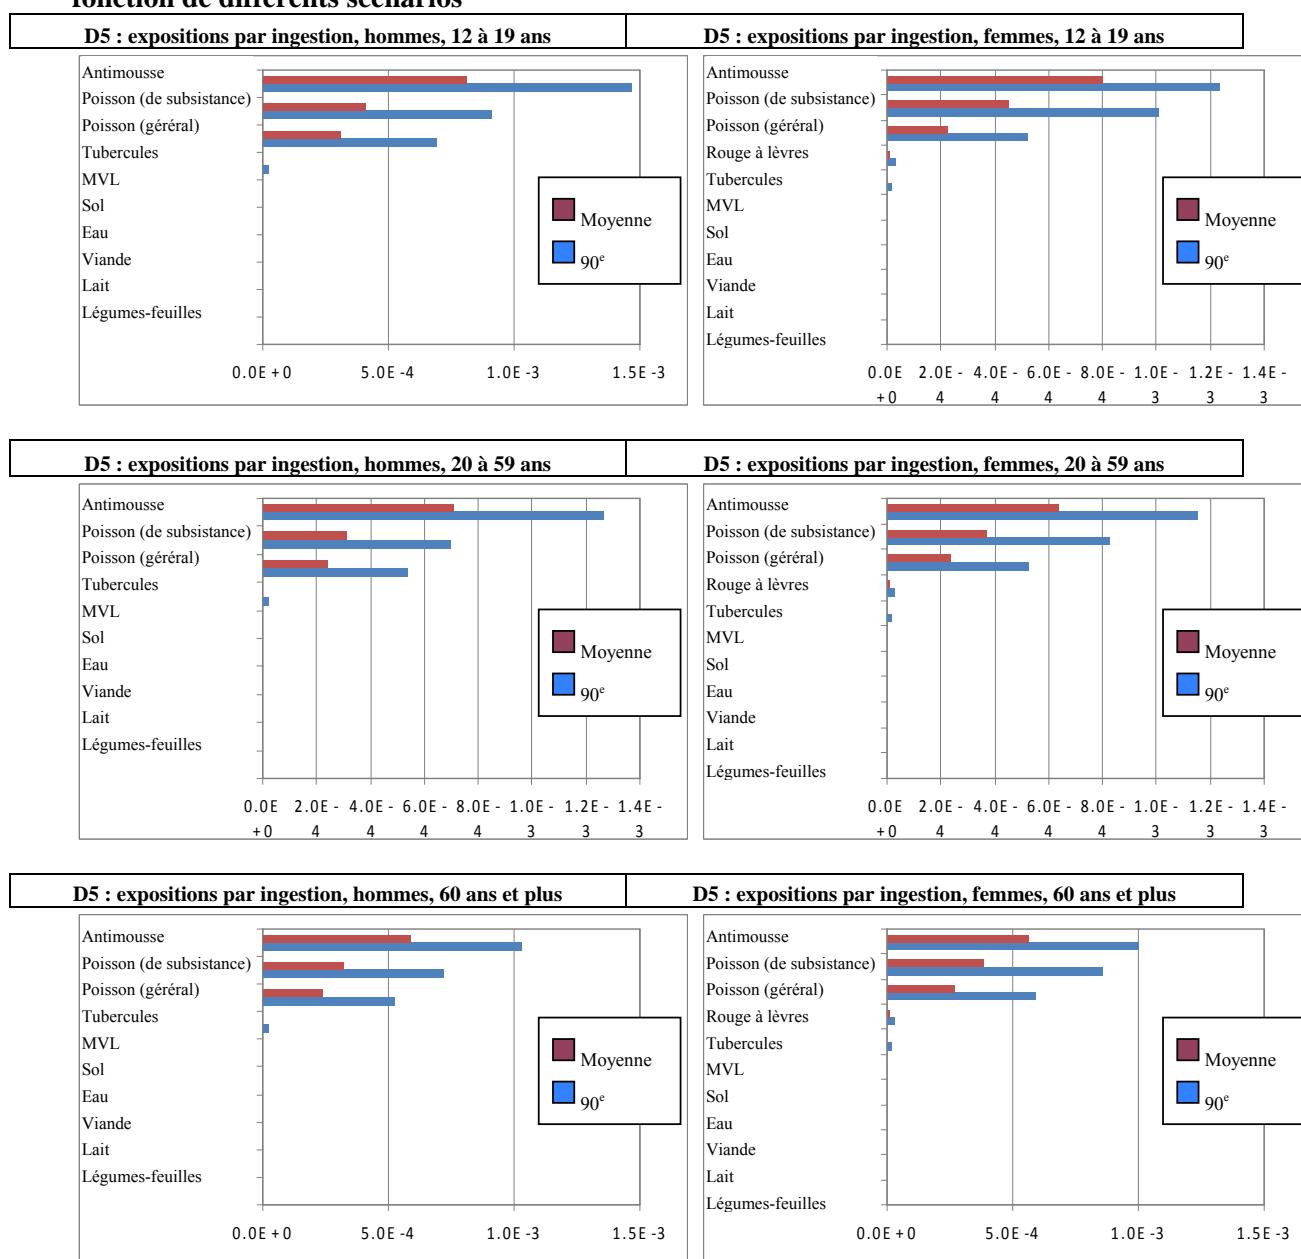 fonction de différents scénarios
D5 : expositions par ingestion, hommes, 12 à 19 ans
Antimousse
Poisson (de subsistance)
Poisson (géréral)
Tubercules
MVL
Sol
Eau
Viande
Lait
Légumes-feuilles
Moyenne
90e
0.0E+0 5.0E-4 1.0E-3 1.5E-3
D5 : expositions par ingestion, femmes, 12 à 19 ans
Antimousse
Poisson (de subsistance)
Poisson (géréral)
Rouge à lèvres
Tubercules
MVL
Sol
Eau
Viande
Lait
Légumes-feuilles
Moyenne
90e
0.0E 2.0E- 4.0E- 6.0E- 8.0E- 1.0E- 1.2E- 1.4E-
+0 4 4 4 4 3 3 3
D5 : expositions par ingestion, hommes, 20 à 59 ans
Antimousse
Poisson (de subsistance)
Poisson (géréral)
Tubercules
MVL
Sol
Eau
Viande
Lait
Légumes-feuilles
Moyenne
90e
0.0E 2.0E- 4.0E- 6.0E- 8.0E- 1.0E- 1.2E- 1.4E-
+0 4 4 4 4 3 3 3
D5 : expositions par ingestion, femmes, 20 à 59 ans
Antimousse
Poisson (de subsistance)
Poisson (géréral)
Rouge à lèvres
Tubercules
MVL
Sol
Eau
Viande
Lait
Légumes-feuilles
Moyenne
90e
0.0E 2.0E- 4.0E- 6.0E- 8.0E- 1.0E- 1.2E- 1.4E-
+0 4 4 4 4 3 3 3
D5 : expositions par ingestion, hommes, 60 ans et plus
Antimousse
Poisson (de subsistance)
Poisson (géréral)
Tubercules
MVL
Sol
Eau
Viande
Lait
Légumes-feuilles
Moyenne
90e
0.0E+0 5.0E-4 1.0E-3 1.5E-3
D5 : expositions par ingestion, femmes, 60 ans et plus
Antimousse
Poisson (de subsistance)
Poisson (géréral)
Rouge à lèvres
Tubercules
MVL
Sol
Eau
Viande
Lait
Légumes-feuilles
Moyenne
90e
0.0E+0 5.0E-4 1.0E-3 1.5E-3